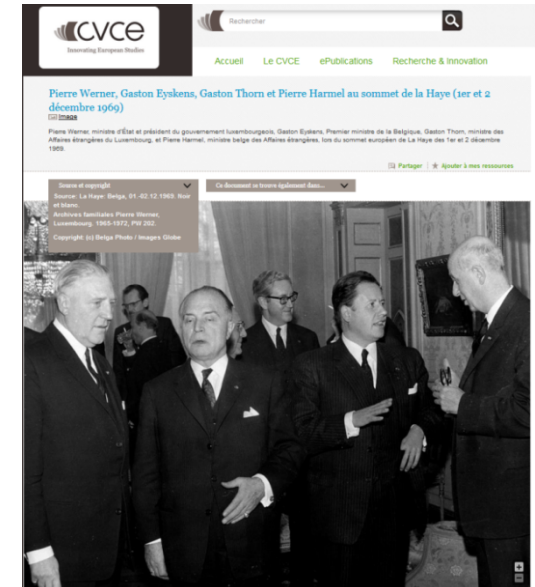 CVCE
Innovating European Studies
Rechercher
Accueil Le CVCE ePublications Recherche & Innovation
Pierre Werner, Gaston Eyskens, Gaston Thorn et Pierre Harmel au sommet de la Haye (1er et 2
décembre 1969)
Image
Pierre Werner, ministre d'État et président du gouvernement luxembourgeois, Gaston Eyskens, Premier ministre de la Belgique, Gaston Thorn, ministre des
Affaires étrangères du Luxembourg, et Pierre Harmel, ministre belge des Affaires étrangères, lors du sommet européen de La Haye des 1er et 2 décembre
1969.
Partager Ajouter à mes ressources
Source et copyright Ce document se trouve également dans...
Source: La Haye: Belga, 01.-02.12.1969. Noir
et blanc.
Archives familiales Pierre Werner,
Luxembourg. 1965-1972, PW 202.
Copyright: (c) Belga Photo / Images Globe